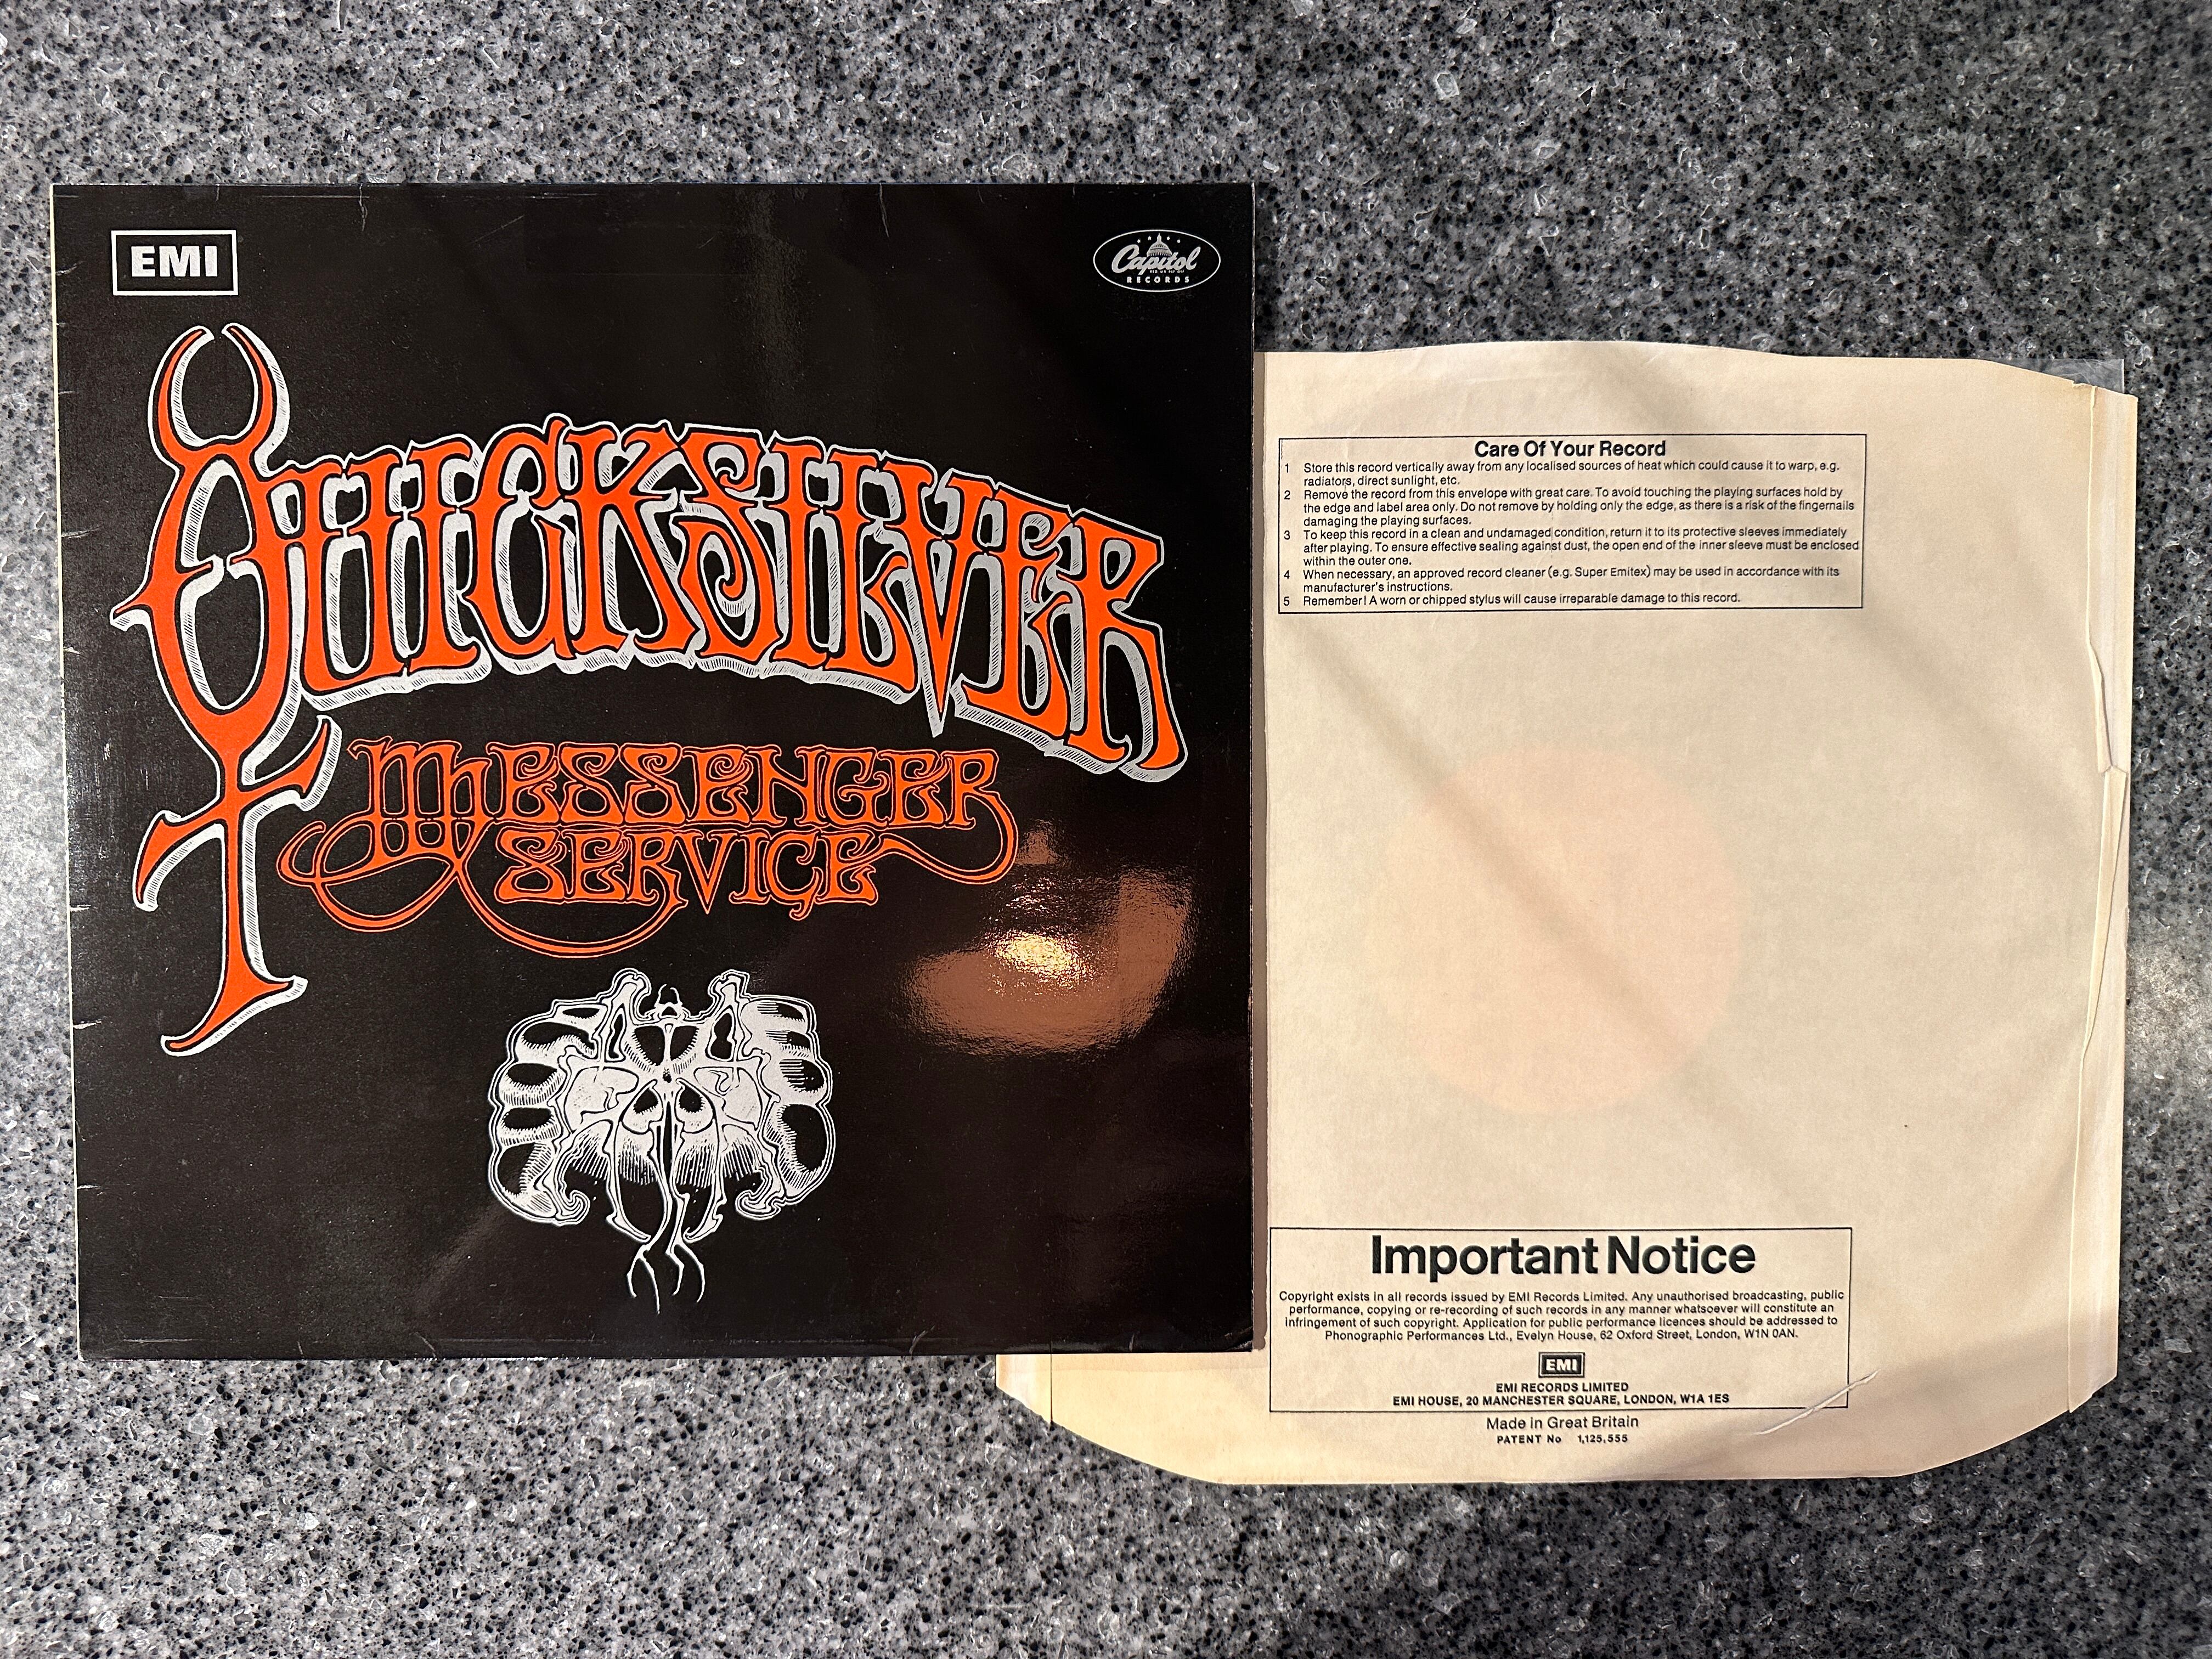 EMI
Capitol
RECORDS
QUICKSILVER
MESSENGER
SERVICE
Care Of Your Record
1 Store this record vertically away from any localised sources of heat which could cause it to warp, e.g.
radiators, direct sunlight, etc.
2 Remove the record from this envelope with great care. To avoid touching the playing surfaces hold by
the edge and label area only. Do not remove by holding only the edge, as there is a risk of the fingernails
damaging the playing surfaces.
3 To keep this record in a clean and undamaged condition, return it to its protective sleeves immediately
after playing. To ensure effective sealing against dust, the open end of the inner sleeve must be enclosed
within the outer one.
4 When necessary, an approved record cleaner (e.g. Super Emitex) may be used in accordance with its
manufacturer's instructions.
5 Remember! A worn or chipped stylus will cause irreparable damage to this record.
Important Notice
Copyright exists in all records issued by EMI Records Limited. Any unauthorised broadcasting, public
performance, copying or re-recording of such records in any manner whatsoever will constitute an
infringement of such copyright. Application for public performance licences should be addressed to
Phonographic Performances Ltd., Evelyn House, 62 Oxford Street, London, W1N 0AN.
EMI
EMI RECORDS LIMITED
EMI HOUSE, 20 MANCHESTER SQUARE, LONDON, W1A 1ES
Made in Great Britain
PATENT No 1,125,555